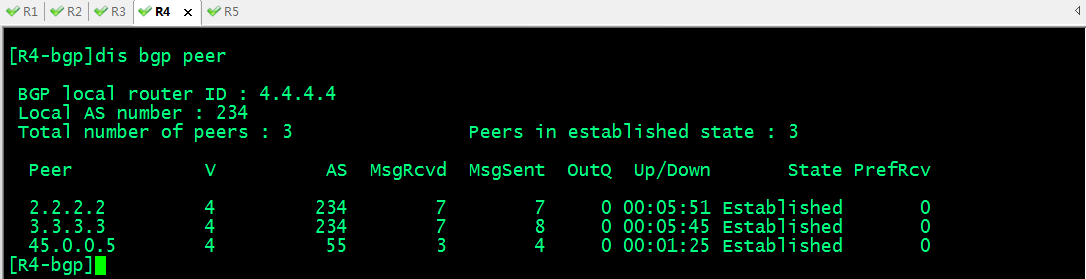 R1 R2 R3 R4 × R5
[R4-bgp]dis bgp peer
BGP local router ID : 4.4.4.4
Local AS number : 234
Total number of peers : 3                 Peers in established state : 3
Peer            V          AS  MsgRcvd  MsgSent  OutQ  Up/Down       State PrefRcv
2.2.2.2         4         234        7        7     0 00:05:51 Established       0
3.3.3.3         4         234        7        8     0 00:05:45 Established       0
45.0.0.5        4          55        3        4     0 00:01:25 Established       0
[R4-bgp]